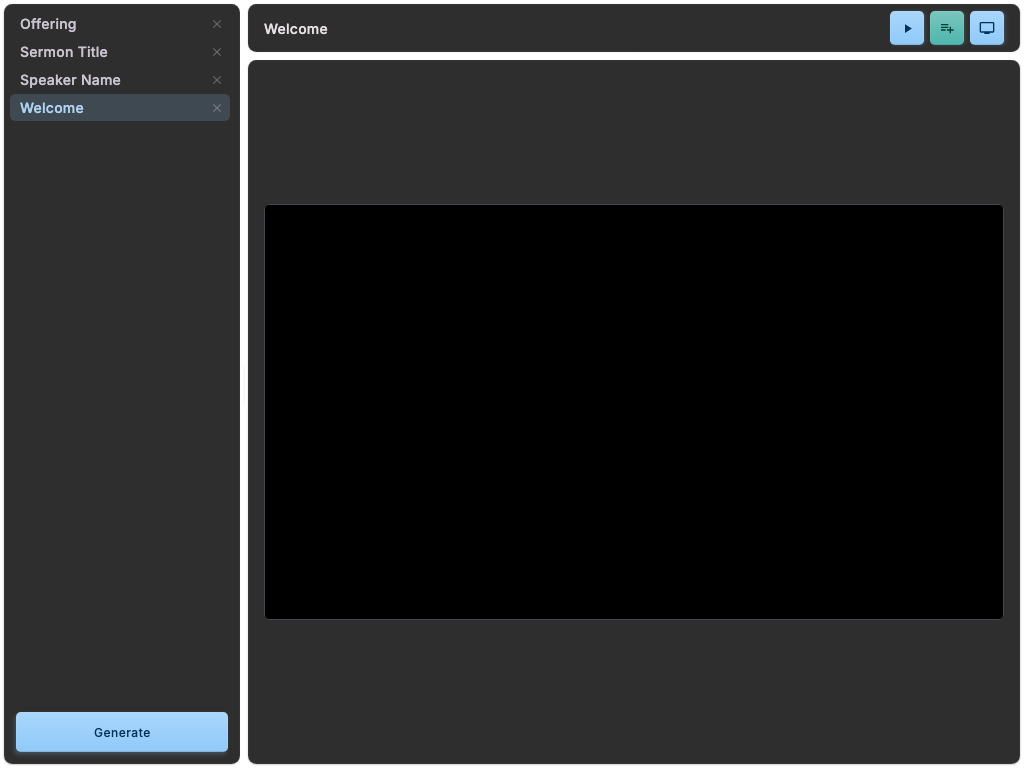 Offering
Sermon Title
Speaker Name
Welcome
Generate
Welcome